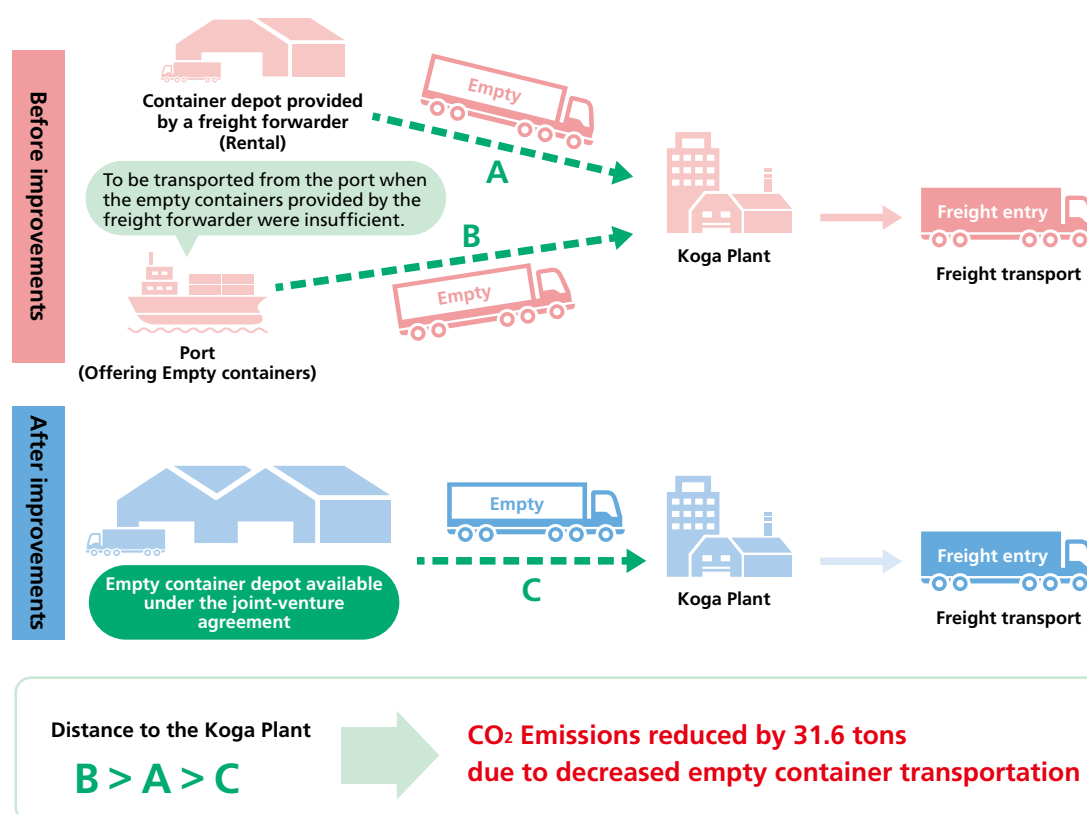 Before improvements
Container depot provided
by a freight forwarder
(Rental)
Empty
A
To be transported from the port when
the empty containers provided by the
freight forwarder were insufficient.
B
Empty
Port
(Offering Empty containers)
Koga Plant
Freight entry
Freight transport
After improvements
Empty container depot available
under the joint-venture
agreement
Empty
C
Koga Plant
Freight entry
Freight transport
Distance to the Koga Plant
B > A > C
CO₂ Emissions reduced by 31.6 tons
due to decreased empty container transportation